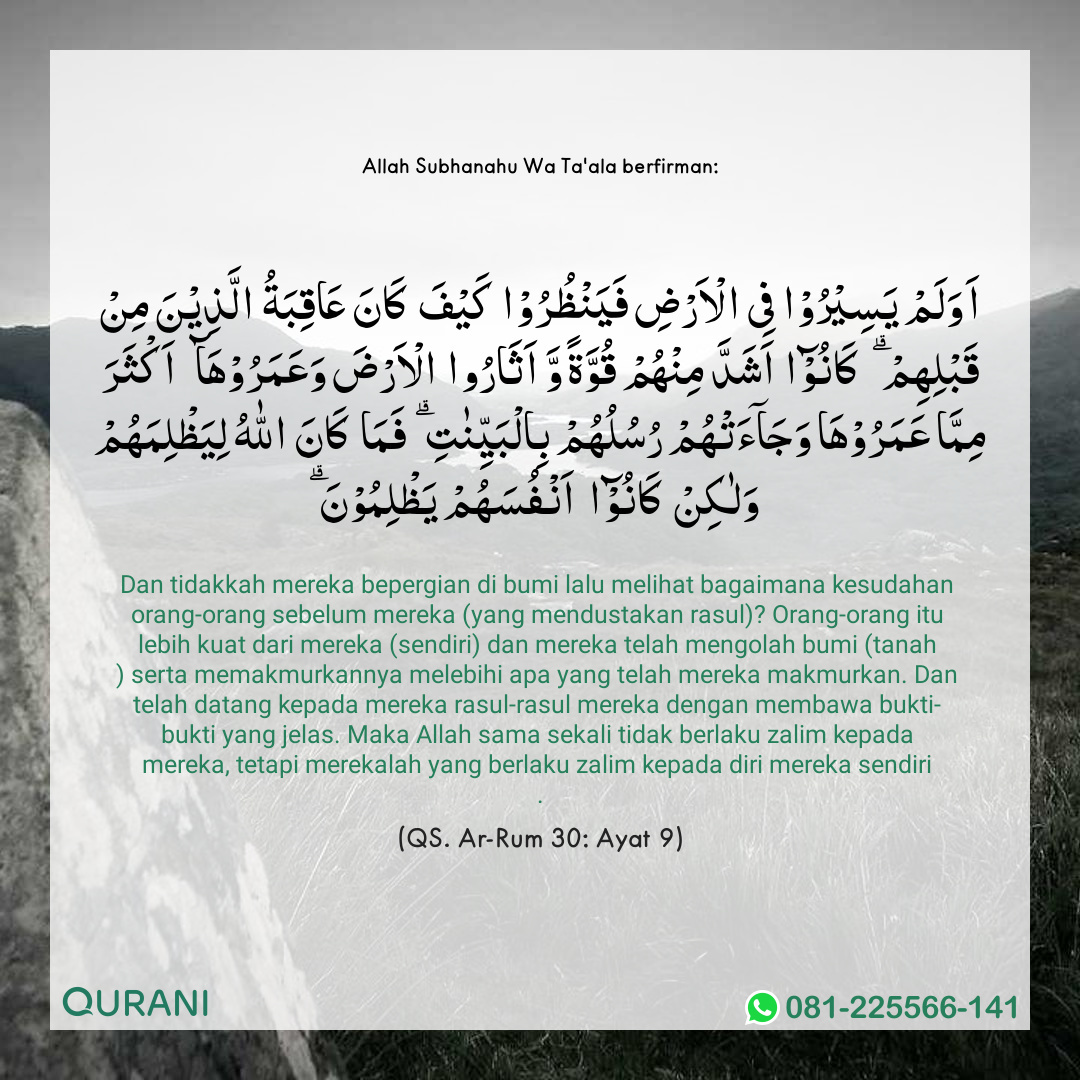 Allah Subhanahu Wa Ta'ala berfirman:
اَوَلَمْ يَسِيْرُوْا فِى الْاَرْضِ فَيَنْظُرُوْا كَيْفَ كَانَ عَاقِبَةُ الَّذِيْنَ مِنْ
قَبْلِهِمْ ۗ كَانُوْۤا اَشَدَّ مِنْهُمْ قُوَّةً وَّاَثَا رُوا الْاَرْضَ وَعَمَرُوْهَاۤ اَكْثَرَ
مِمَّا عَمَرُوْهَا وَجَآءَتْهُمْ رُسُلُهُمْ بِالْبَيِّنٰتِ ۗ فَمَا كَانَ اللّٰهُ لِيَظْلِمَهُمْ
وَلٰـكِنْ كَانُوْۤا اَنْفُسَهُمْ يَظْلِمُوْنَ ۗ
Dan tidakkah mereka bepergian di bumi lalu melihat bagaimana kesudahan
orang-orang sebelum mereka (yang mendustakan rasul)? Orang-orang itu
lebih kuat dari mereka (sendiri) dan mereka telah mengolah bumi (tanah
) serta memakmurkannya melebihi apa yang telah mereka makmurkan. Dan
telah datang kepada mereka rasul-rasul mereka dengan membawa bukti-
bukti yang jelas. Maka Allah sama sekali tidak berlaku zalim kepada
mereka, tetapi merekalah yang berlaku zalim kepada diri mereka sendiri
.
(QS. Ar-Rum 30: Ayat 9)
QURANI
081-225566-141